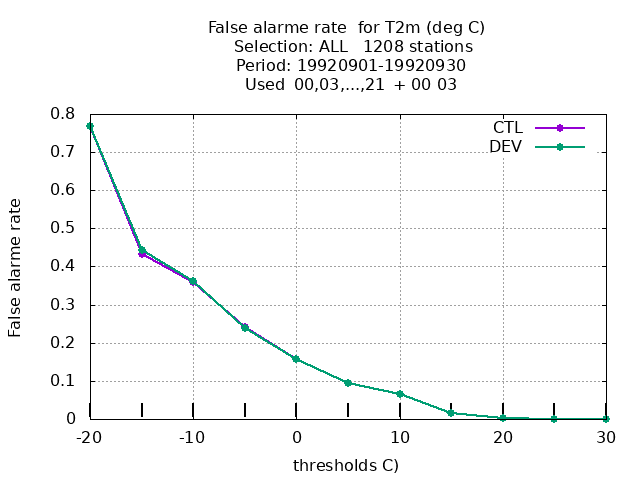 False alarme rate  for T2m (deg C)
Selection: ALL   1208 stations
Period: 19920901-19920930
Used  00,03,...,21  + 00 03
CTL
DEV
False alarme rate
0.8
0.7
0.6
0.5
0.4
0.3
0.2
0.1
0
-20 -10 0 10 20 30
thresholds C)